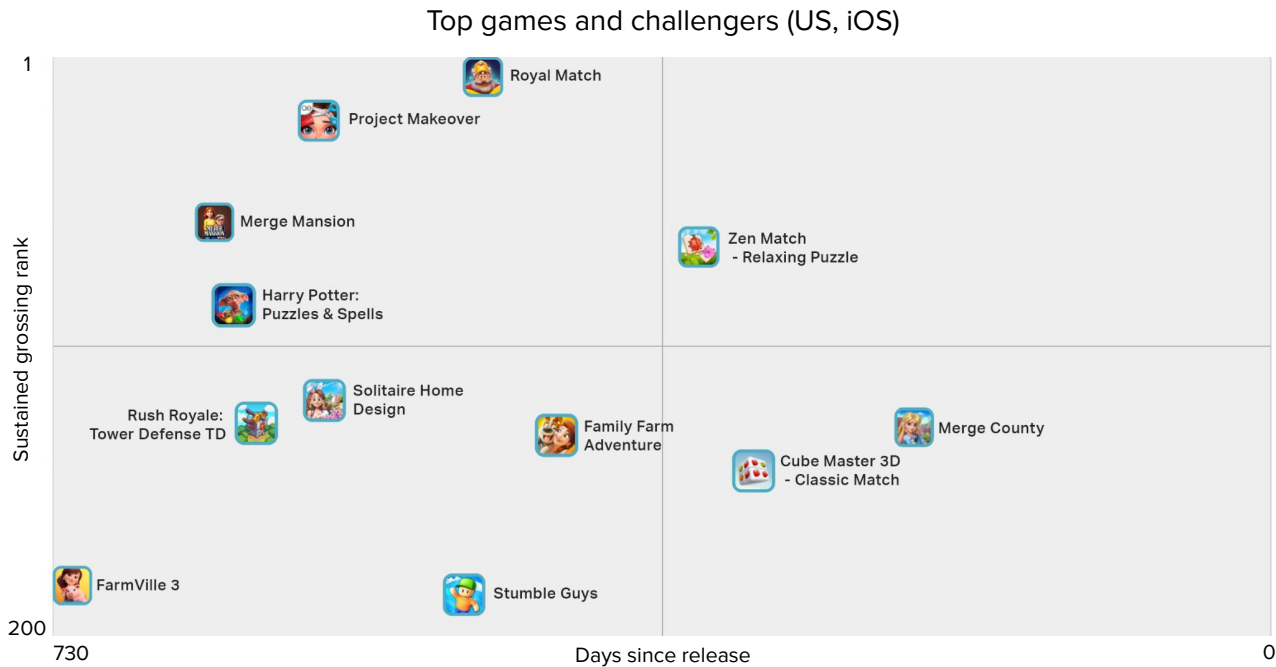 Top games and challengers (US, iOS)
1
Royal Match
Project Makeover
Merge Mansion
Zen Match
- Relaxing Puzzle
Harry Potter:
Puzzles & Spells
Sustained grossing rank
Solitaire Home
Design
Rush Royale:
Tower Defense TD
Family Farm
Adventure
Merge County
Cube Master 3D
- Classic Match
FarmVille 3
Stumble Guys
200
730
Days since release
0
MERGE
MANSION